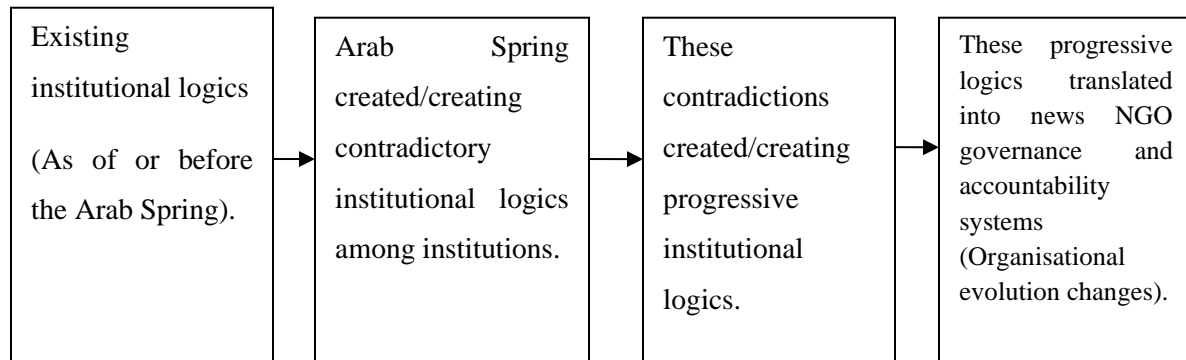 Existing
institutional logics
(As of or before
the Arab Spring).
Arab Spring
created/creating
contradictory
institutional logics
among institutions.
These
contradictions
created/creating
progressive
institutional
logics.
These progressive
logics translated
into news NGO
governance and
accountability
systems
(Organisational
evolution changes).